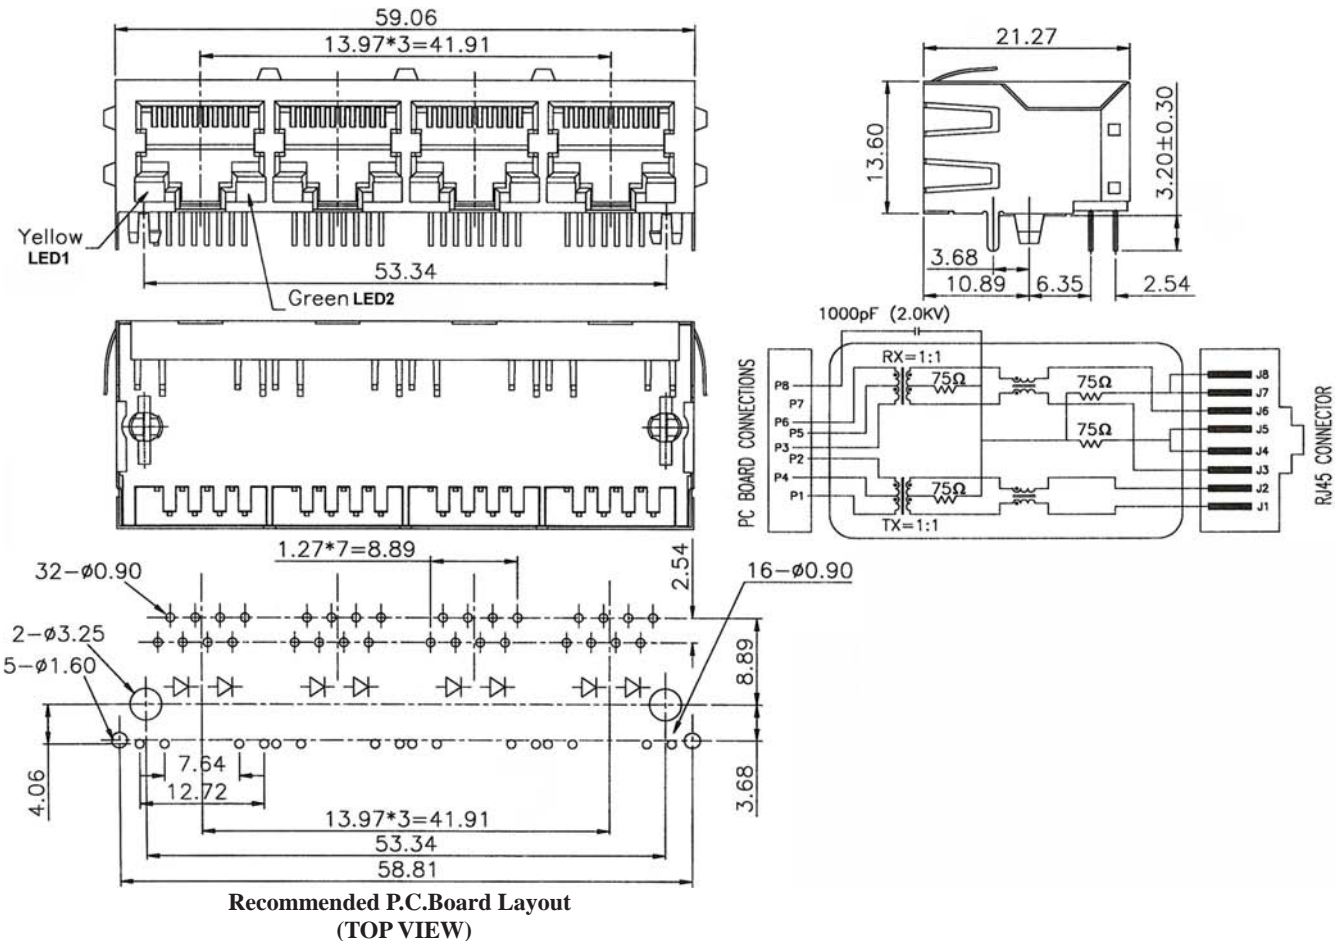 59.06
13.97*3=41.91
Yellow
LED1
53.34
Green LED2
21.27
13.60
3.20±0.30
3.68
10.89
6.35
2.54
1000pF (2.0KV)
PC BOARD CONNECTIONS
RX=1:1
75Ω
75Ω
75Ω
75Ω
TX=1:1
P8
P7
P6
P5
P3
P2
P4
P1
J8
J7
J6
J5
J4
J3
J2
J1
RJ45 CONNECTOR
1.27*7=8.89
2.54
32-ø0.90
16-ø0.90
2-ø3.25
5-ø1.60
8.89
4.06
7.64
12.72
3.68
13.97*3=41.91
53.34
58.81
Recommended P.C.Board Layout
(TOP VIEW)